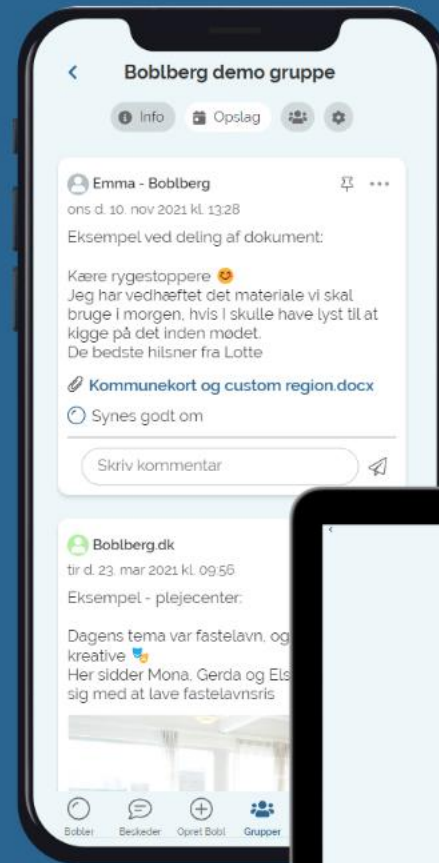 Boblberg demo gruppe
Info
Opslag
Emma - Boblberg
ons d. 10. nov 2021 kl. 13:28
Eksempel ved deling af dokument:
Kære rygestoppere 😍
Jeg har vedhæftet det materiale vi skal
bruge i morgen, hvis I skulle have lyst til at
kigge på det inden mødet.
De bedste hilsner fra Lotte
Kommunekort og custom region.docx
Synes godt om
Skriv kommentar
Boblberg.dk
tir d. 23. mar 2021 kl. 09:56
Eksempel - plejecenter:
Dagens tema var fastelavn, og
kreative 🎭
Her sidder Mona, Gerda og Els
sig med at lave fastelavnsris
Bobler
Beskeder
Opret Bobl
Grupper